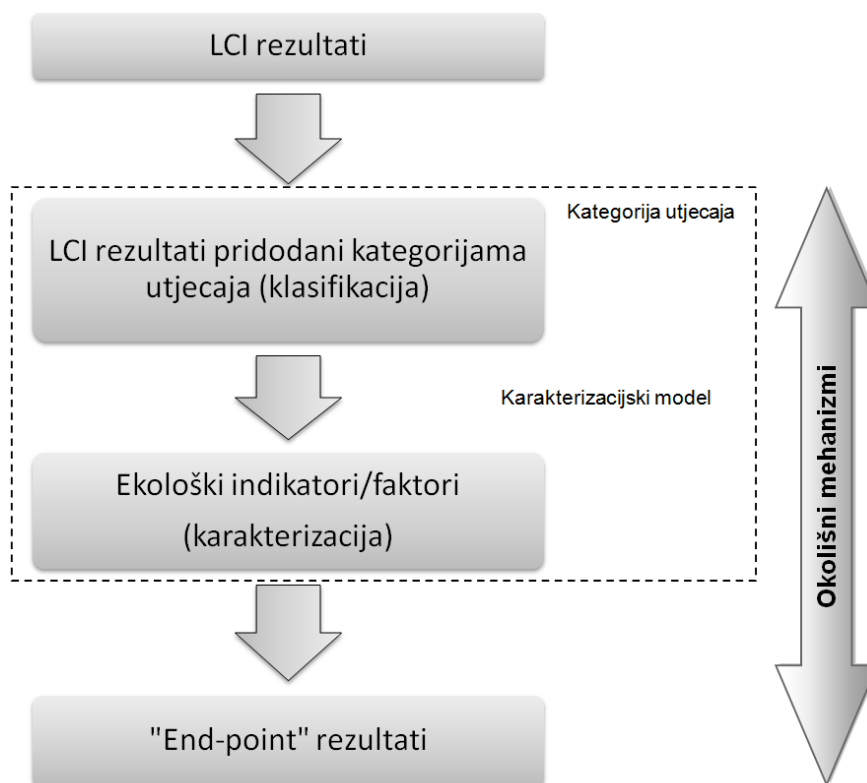 LCI rezultati
Kategorija utjecaja
LCI rezultati pridodani kategorijama
utjecaja (klasifikacija)
Karakterizacijski model
Ekološki indikatori/faktori
(karakterizacija)
"End-point" rezultati
Okolišni mehanizmi